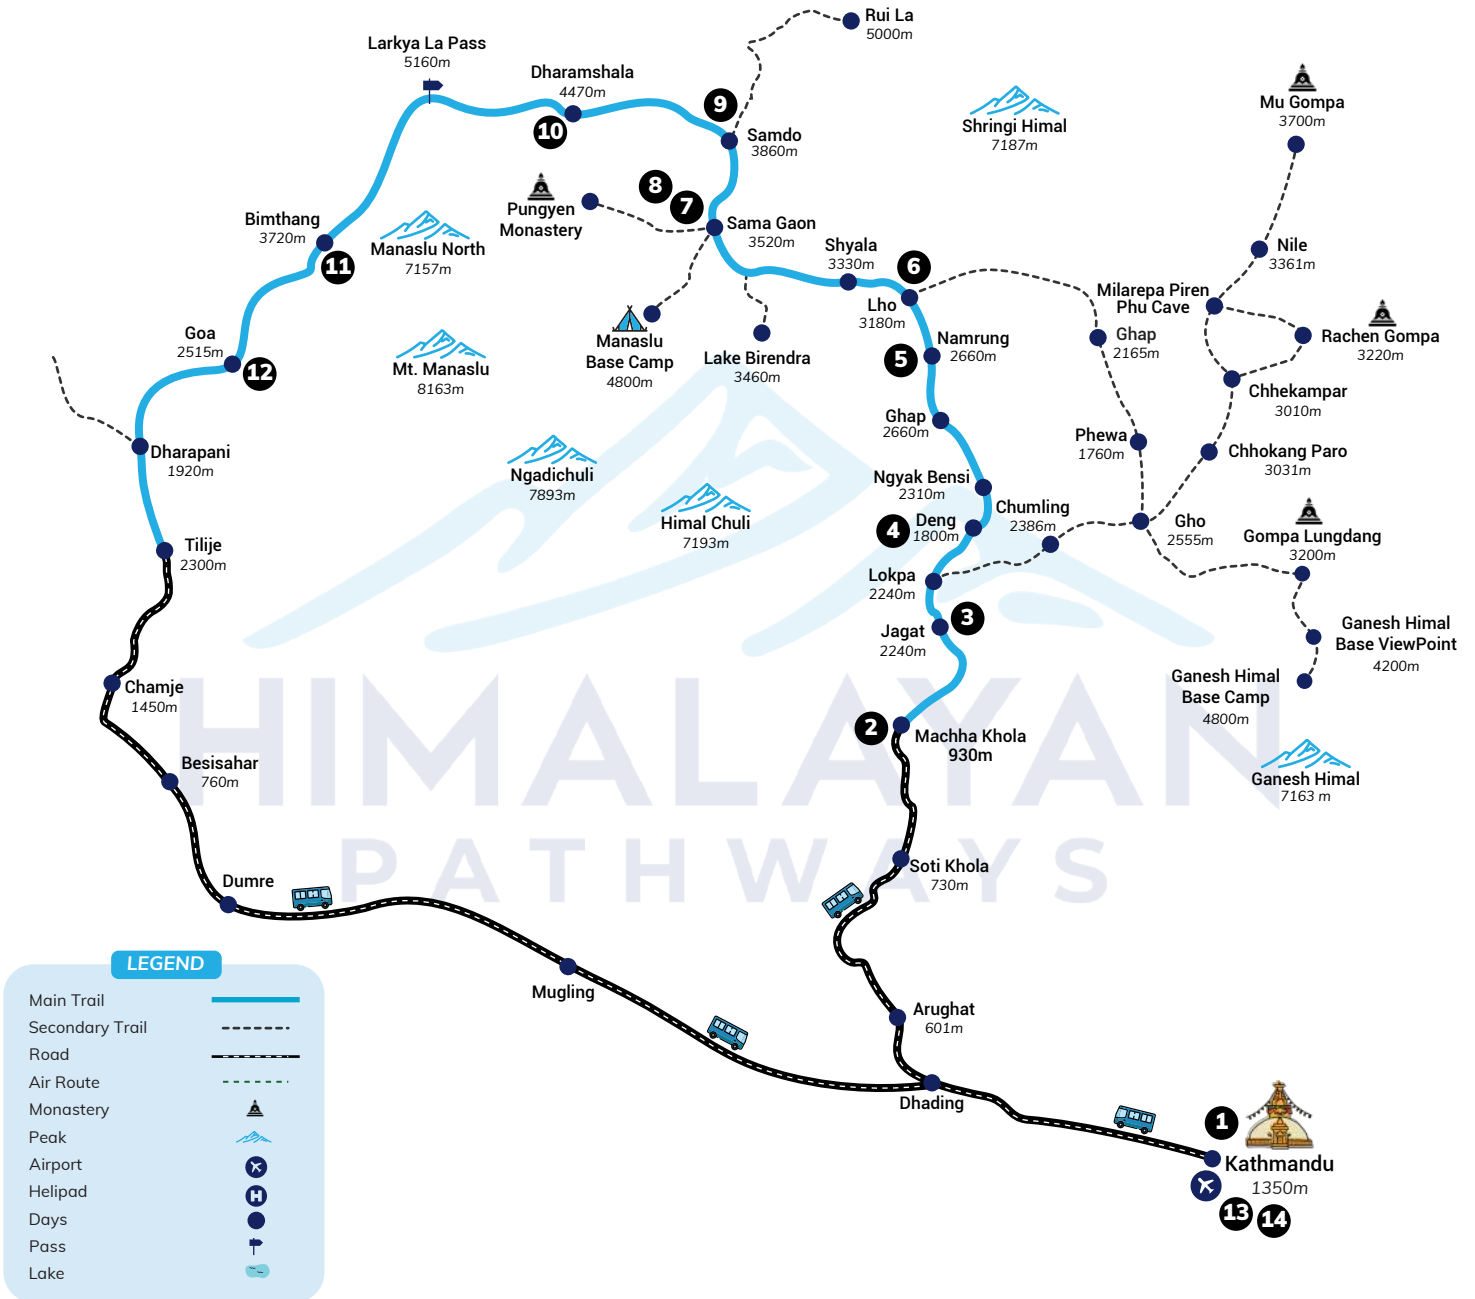 Rui La
5000m
Larkya La Pass
5160m
Dharamshala
4470m
9
10
Samdo
3860m
Shringi Himal
7187m
Mu Gompa
3700m
8
7
Pungyen
Monastery
Sama Gaon
3520m
Bimthang
3720m
11
Manaslu North
7157m
Shyala
3330m
6
Lho
3180m
Nile
3361m
Milarepa Piren
Phu Cave
Ghap
2165m
Rachen Gompa
3220m
Goa
2515m
12
Mt. Manaslu
8163m
Manaslu
Base Camp
4800m
Lake Birendra
3460m
5
Namrung
2660m
Chhekampar
3010m
Ghap
2660m
Phewa
1760m
Chhokang Paro
3031m
Dharapani
1920m
Ngadichuli
7893m
Himal Chuli
7193m
Ngyak Bensi
2310m
4
Deng
1800m
Chumling
2386m
Gho
2555m
Gompa Lungdang
3200m
Tilije
2300m
Lokpa
2240m
3
Jagat
2240m
Ganesh Himal
Base ViewPoint
4200m
Ganesh Himal
Base Camp
4800m
Chamje
1450m
HIMALAYAN
PATHWAYS
2
Machha Khola
930m
Ganesh Himal
7163 m
Besisahar
760m
Soti Khola
730m
Dumre
Mugling
Arughat
601m
Dhading
1
Kathmandu
1350m
13
14
LEGEND
Main Trail
Secondary Trail
Road
Air Route
Monastery
Peak
Airport
Helipad
H
Days
Pass
Lake